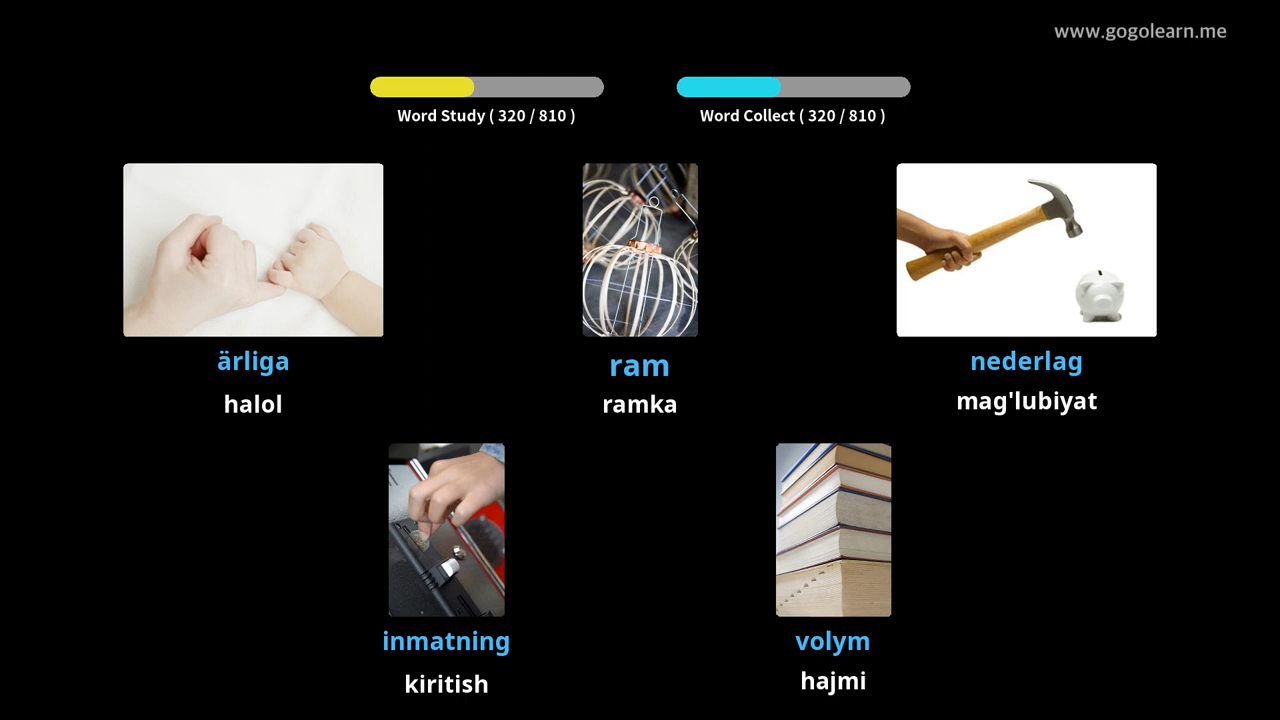 www.gogolearn.me
Word Study ( 320 / 810 )
Word Collect ( 320 / 810 )
ärliga
halol
ram
ramka
nederlag
mag'lubiyat
inmatning
kiritish
volym
hajmi